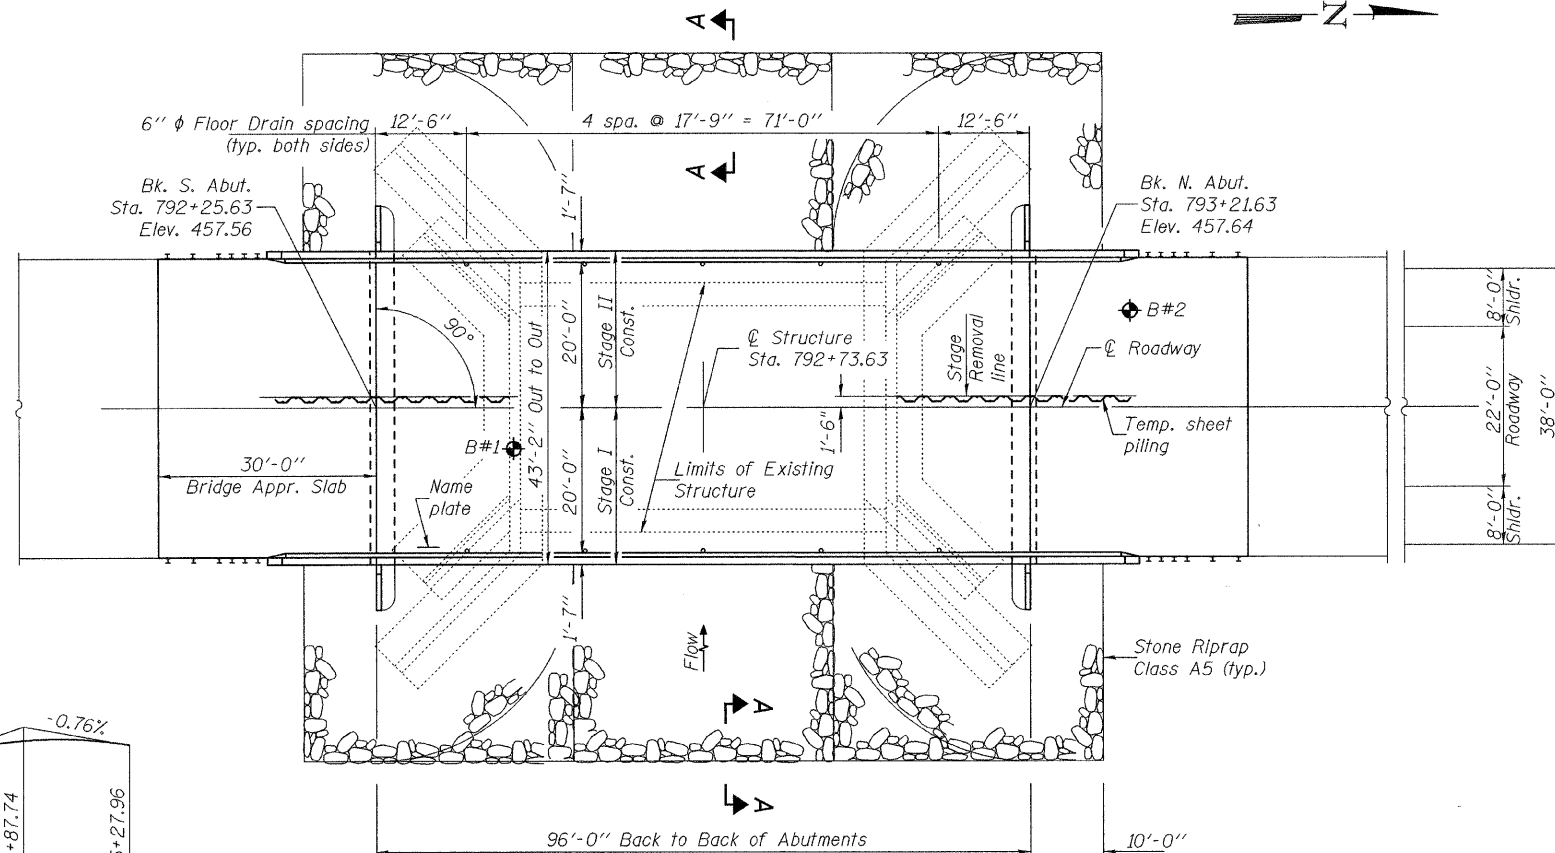 A
N
6'' ϕ Floor Drain spacing
(typ. both sides)
12'-6''
4 spa. @ 17'-9'' = 71'-0''
12'-6''
A
Bk. S. Abut.
Sta. 792+25.63
Elev. 457.56
1'-7''
Bk. N. Abut.
Sta. 793+21.63
Elev. 457.64
90°
43'-2'' Out to Out
20'-0''
Stage II
Const.
℄ Structure
Sta. 792+73.63
Stage
Removal
line
B#2
℄ Roadway
8'-0''
Shldr.
22'-0''
Roadway
38'-0''
8'-0''
Shldr.
B#1
1'-6''
Temp. sheet
piling
30'-0''
Bridge Appr. Slab
Name
plate
20'-0''
Stage I
Const.
Limits of Existing
Structure
1'-7''
Flow
Stone Riprap
Class A5 (typ.)
A
-0.76%
+87.74
+27.96
A
96'-0'' Back to Back of Abutments
10'-0''